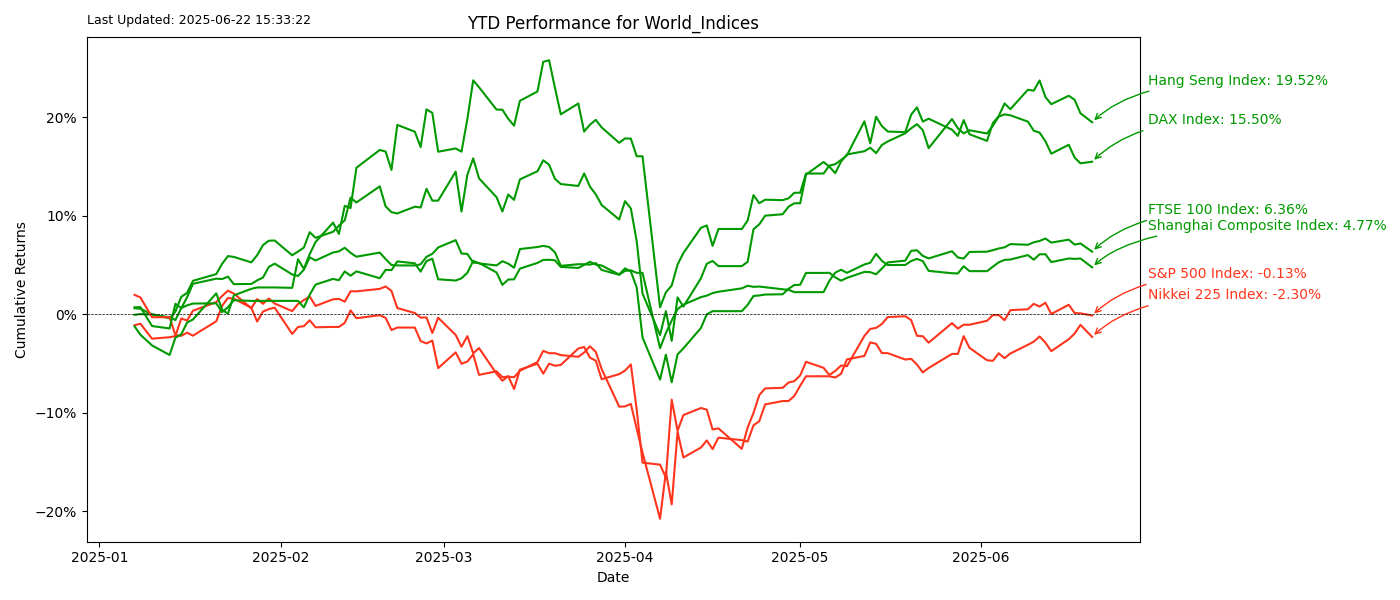 Last Updated: 2025-06-22 15:33:22
YTD Performance for World_Indices
Cumulative Returns
20%
10%
0%
−10%
−20%
Hang Seng Index: 19.52%
DAX Index: 15.50%
FTSE 100 Index: 6.36%
Shanghai Composite Index: 4.77%
S&P 500 Index: -0.13%
Nikkei 225 Index: -2.30%
2025-01 2025-02 2025-03 2025-04 2025-05 2025-06
Date